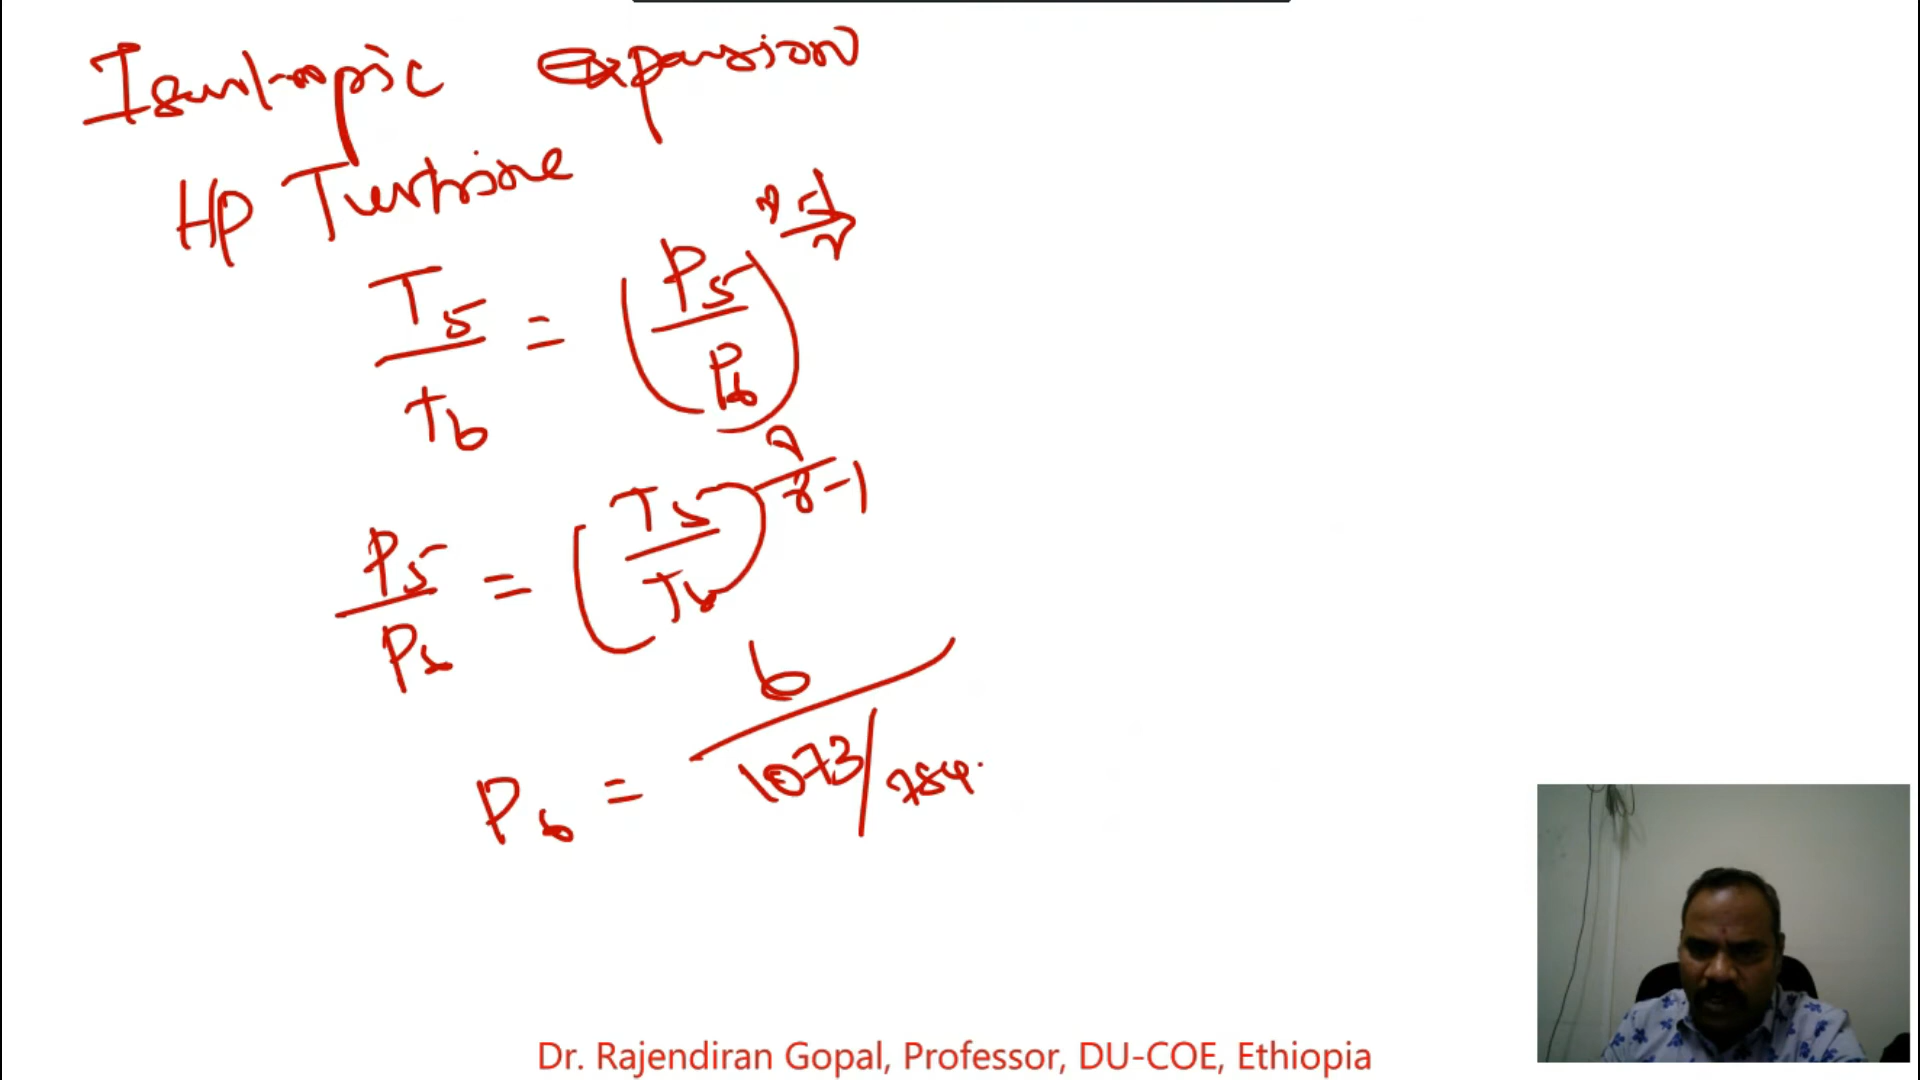 Isentropic expansion
HP Turbine
T5/T6 = (P5/P6)^(γ-1)/γ
P5/P6 = (T5/T6)^γ/(γ-1)
P6 = 6/1073/784.
Dr. Rajendiran Gopal, Professor, DU-COE, Ethiopia